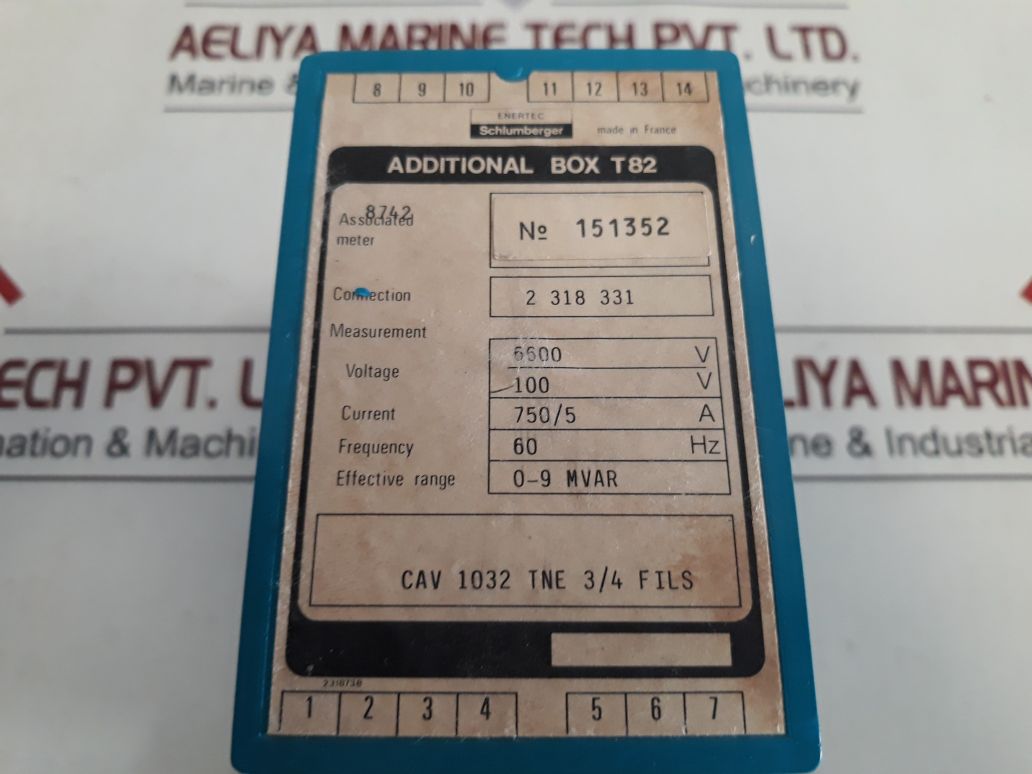 AELIYA MARINE TECH PVT. LTD.
Marine & chinery
8 9 10 11 12 13 14
ENERTEC
Schlumberger made in France
ADDITIONAL BOX T82
8742
Associated
meter
Nº 151352
Connection 2 318 331
Measurement
Voltage
6600 V
100 V
Current 750/5 A
Frequency 60 Hz
Effective range 0-9 MVAR
CAV 1032 TNE 3/4 FILS
2318738
1 2 3 4 5 6 7
ECH PVT. L
LIYA MARIN
nation & Machi
ne & Industria